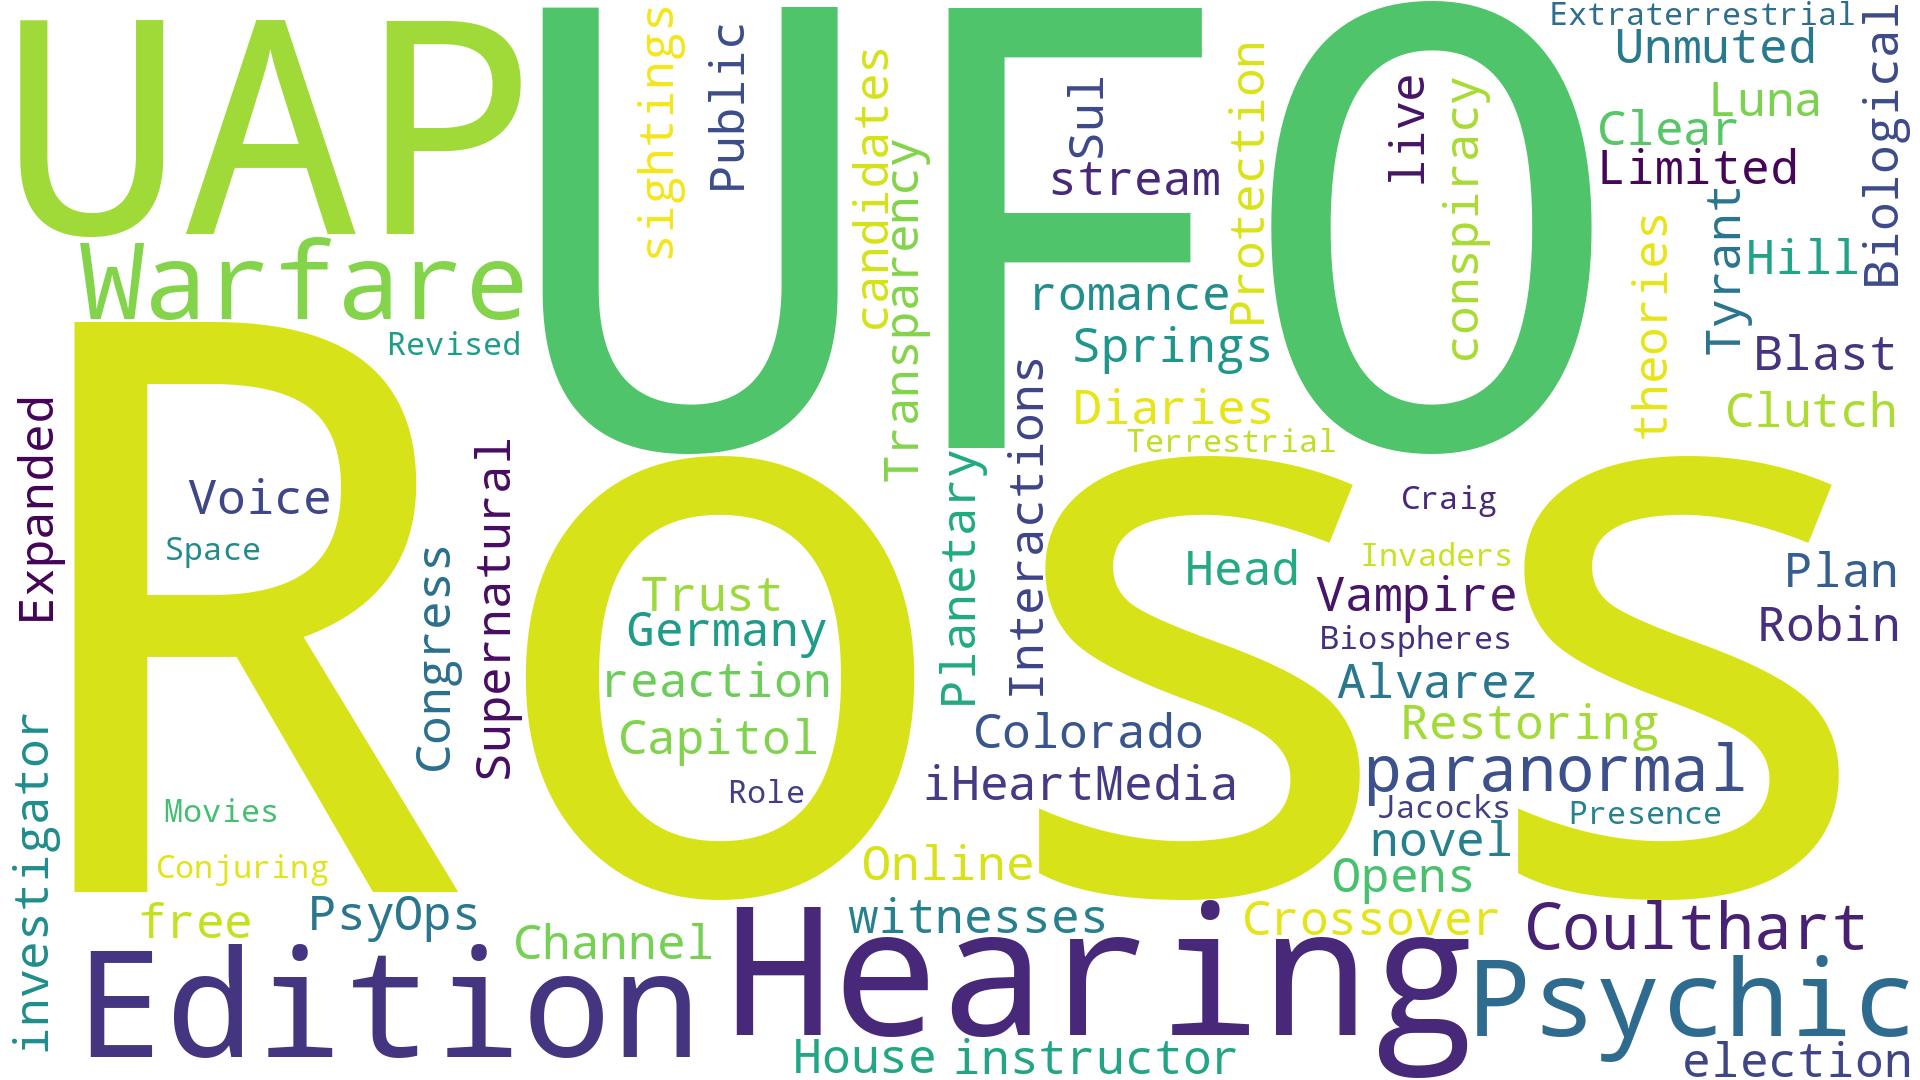 UAP
UFO
sightings
Public
candidates
Transparency
Sul
stream
Protection
live
conspiracy
Extraterrestrial
Unmuted
Luna
Clear
Limited
Biological
Tyrant
Hill
theories
Warfare
Revised
romance
Springs
Diaries
Terrestrial
Blast
Clutch
Ross
Expanded
Voice
Space
Congress
Supernatural
Trust
Germany
reaction
Capitol
Role
Planetary
Interactions
Head
Craig
Invaders
Vampire
Biospheres
Alvarez
Restoring
Plan
Robin
Colorado
iHeartMedia
paranormal
Jacocks
Presence
novel
Opens
investigator
Movies
Conjuring
free
PsyOps
Online
Channel
witnesses
Crossover
Coulthart
Edition
Hearing
Psychic
House
instructor
election